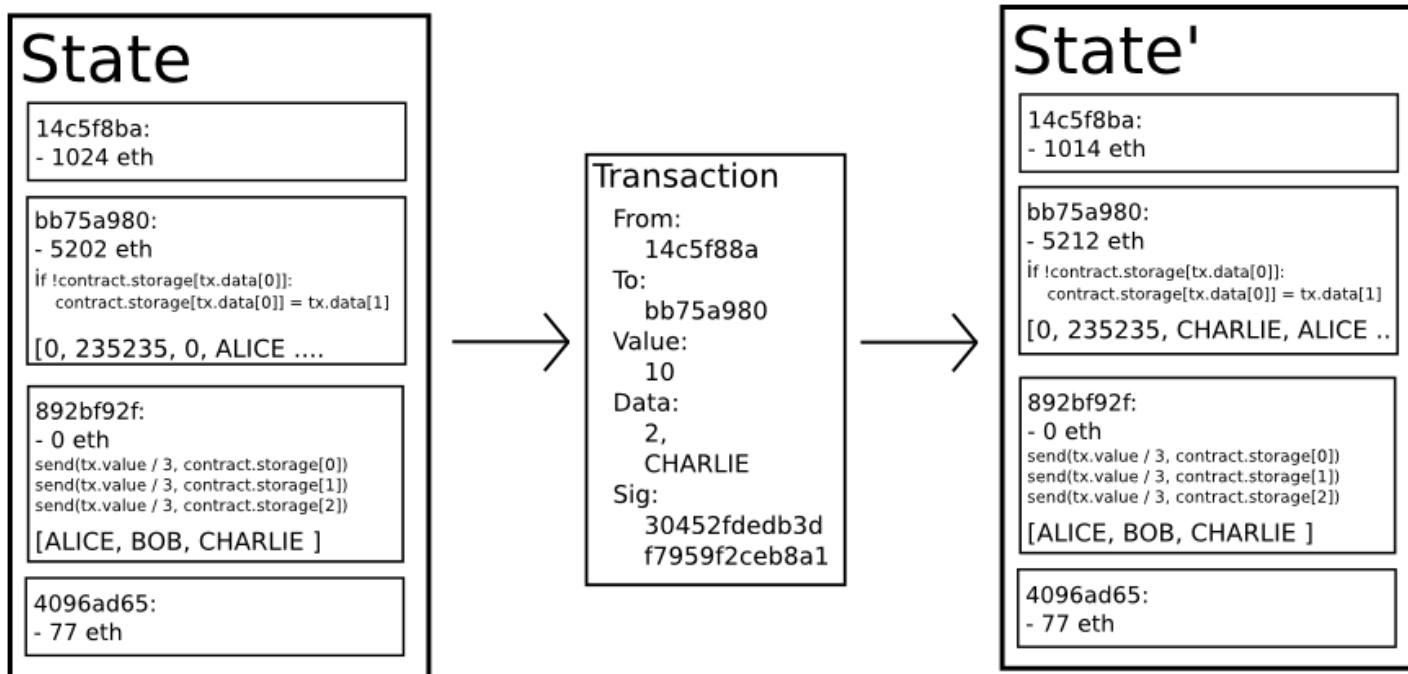 State
14c5f8ba:
- 1024 eth
bb75a980:
- 5202 eth
if !contract.storage[tx.data[0]]:
contract.storage[tx.data[0]] = tx.data[1]
[0, 235235, 0, ALICE ....
892bf92f:
- 0 eth
send(tx.value / 3, contract.storage[0])
send(tx.value / 3, contract.storage[1])
send(tx.value / 3, contract.storage[2])
[ALICE, BOB, CHARLIE ]
4096ad65:
- 77 eth
Transaction
From:
14c5f88a
To:
bb75a980
Value:
10
Data:
2,
CHARLIE
Sig:
30452fdedb3d
f7959f2ceb8a1
State'
14c5f8ba:
- 1014 eth
bb75a980:
- 5212 eth
if !contract.storage[tx.data[0]]:
contract.storage[tx.data[0]] = tx.data[1]
[0, 235235, CHARLIE, ALICE ..
892bf92f:
- 0 eth
send(tx.value / 3, contract.storage[0])
send(tx.value / 3, contract.storage[1])
send(tx.value / 3, contract.storage[2])
[ALICE, BOB, CHARLIE ]
4096ad65:
- 77 eth